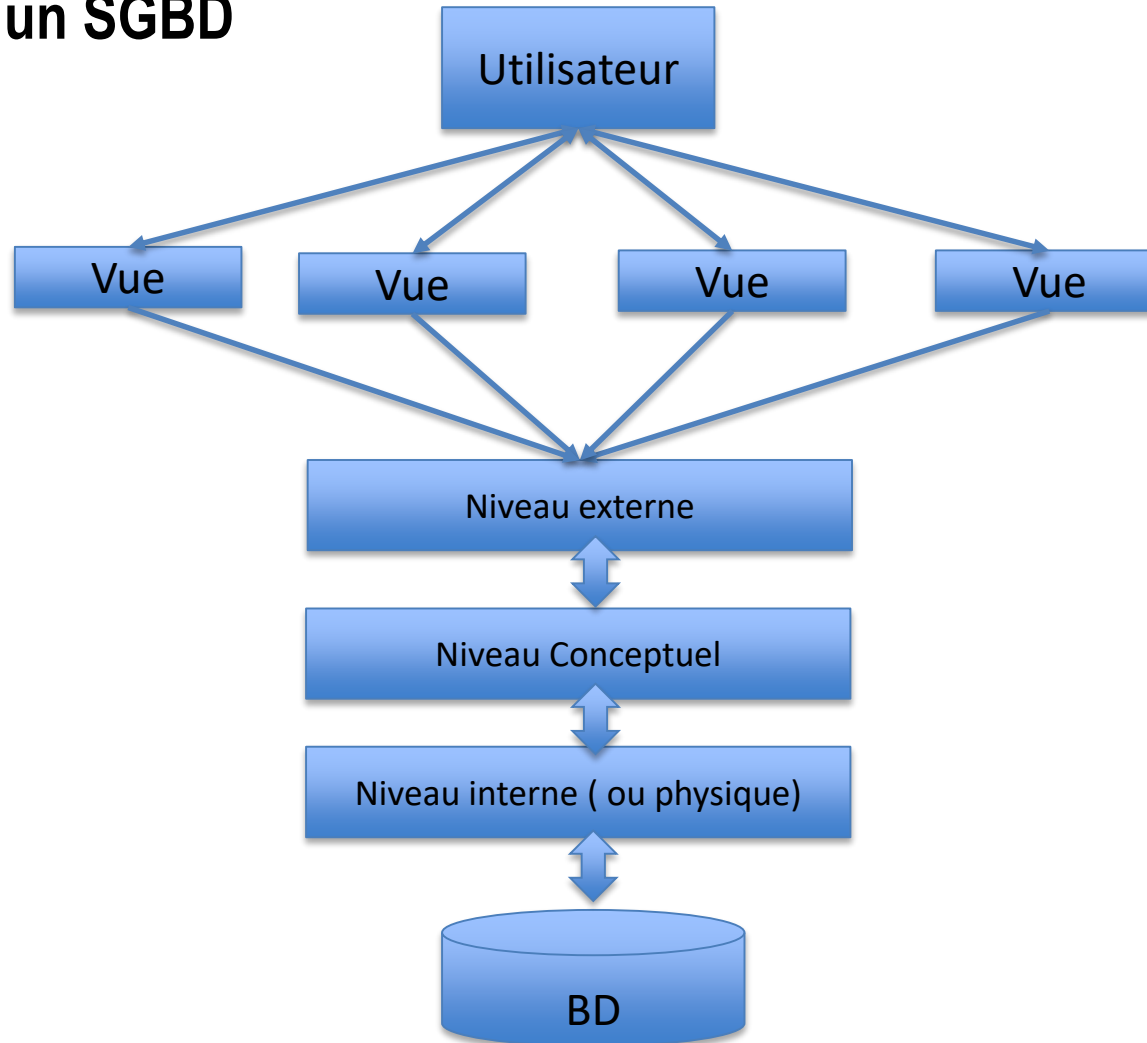 un SGBD
Utilisateur
Vue
Vue
Vue
Vue
Niveau externe
Niveau Conceptuel
Niveau interne ( ou physique)
BD